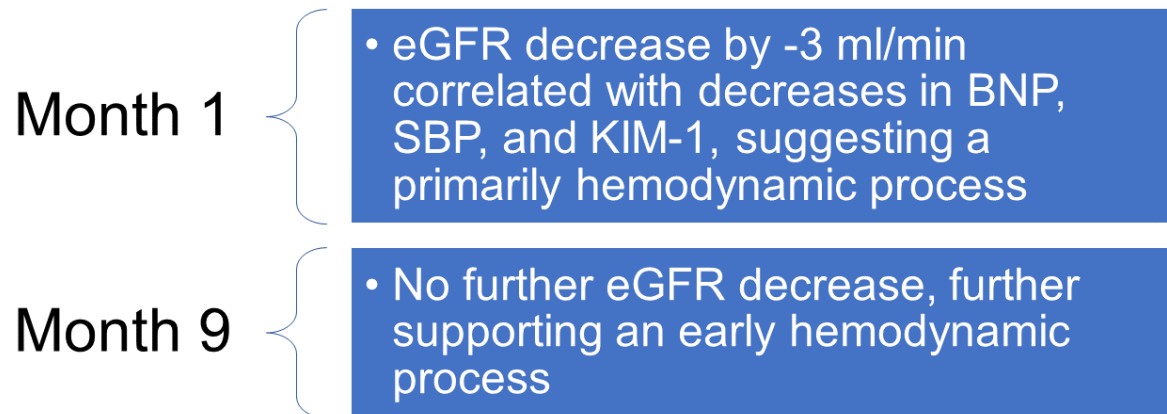 Month 1
• eGFR decrease by -3 ml/min
correlated with decreases in BNP,
SBP, and KIM-1, suggesting a
primarily hemodynamic process
Month 9
• No further eGFR decrease, further
supporting an early hemodynamic
process